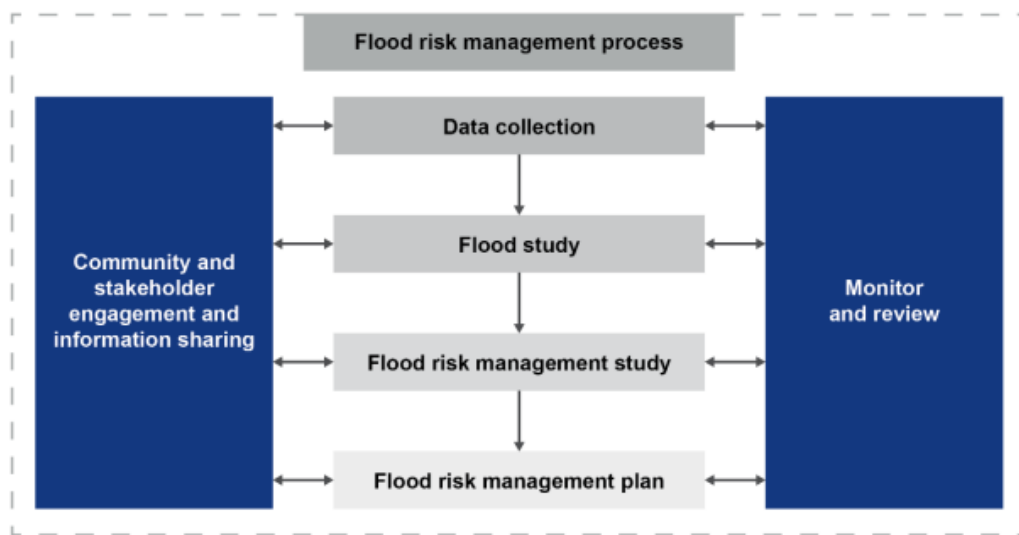 Flood risk management process
Data collection
Flood study
Flood risk management study
Flood risk management plan
Community and
stakeholder
engagement and
information sharing
Monitor
and review